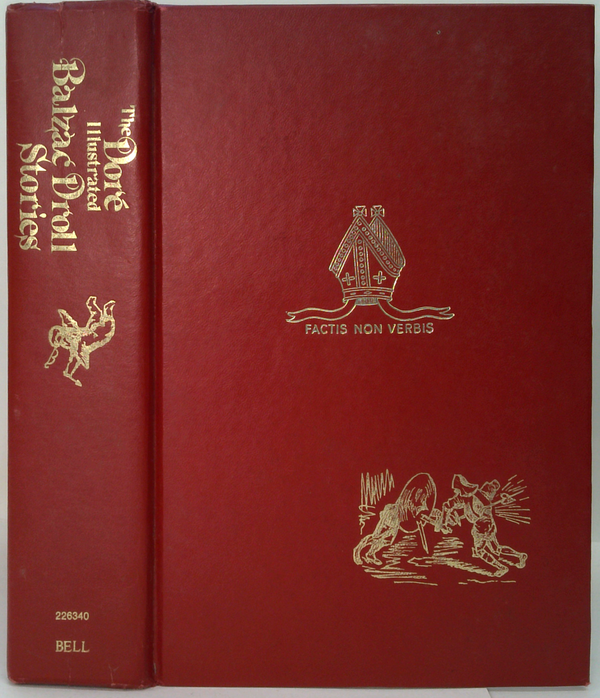 The Doré
Illustrated
Balzac Droll
Stories
226340
BELL
FACTIS NON VERBIS